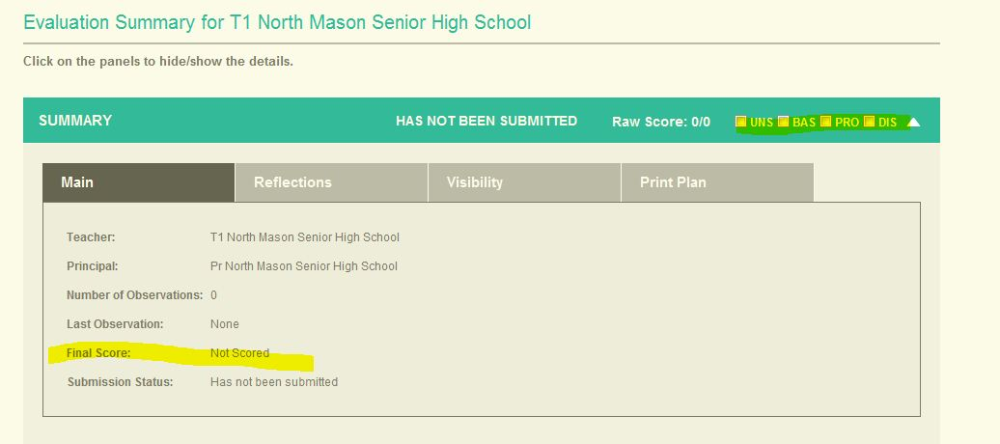 Evaluation Summary for T1 North Mason Senior High School
Click on the panels to hide/show the details.
SUMMARY HAS NOT BEEN SUBMITTED Raw Score: 0/0 UNS BAS PRO DIS
Main Reflections Visibility Print Plan
Teacher: T1 North Mason Senior High School
Principal: Pr North Mason Senior High School
Number of Observations: 0
Last Observation: None
Final Score: Not Scored
Submission Status: Has not been submitted